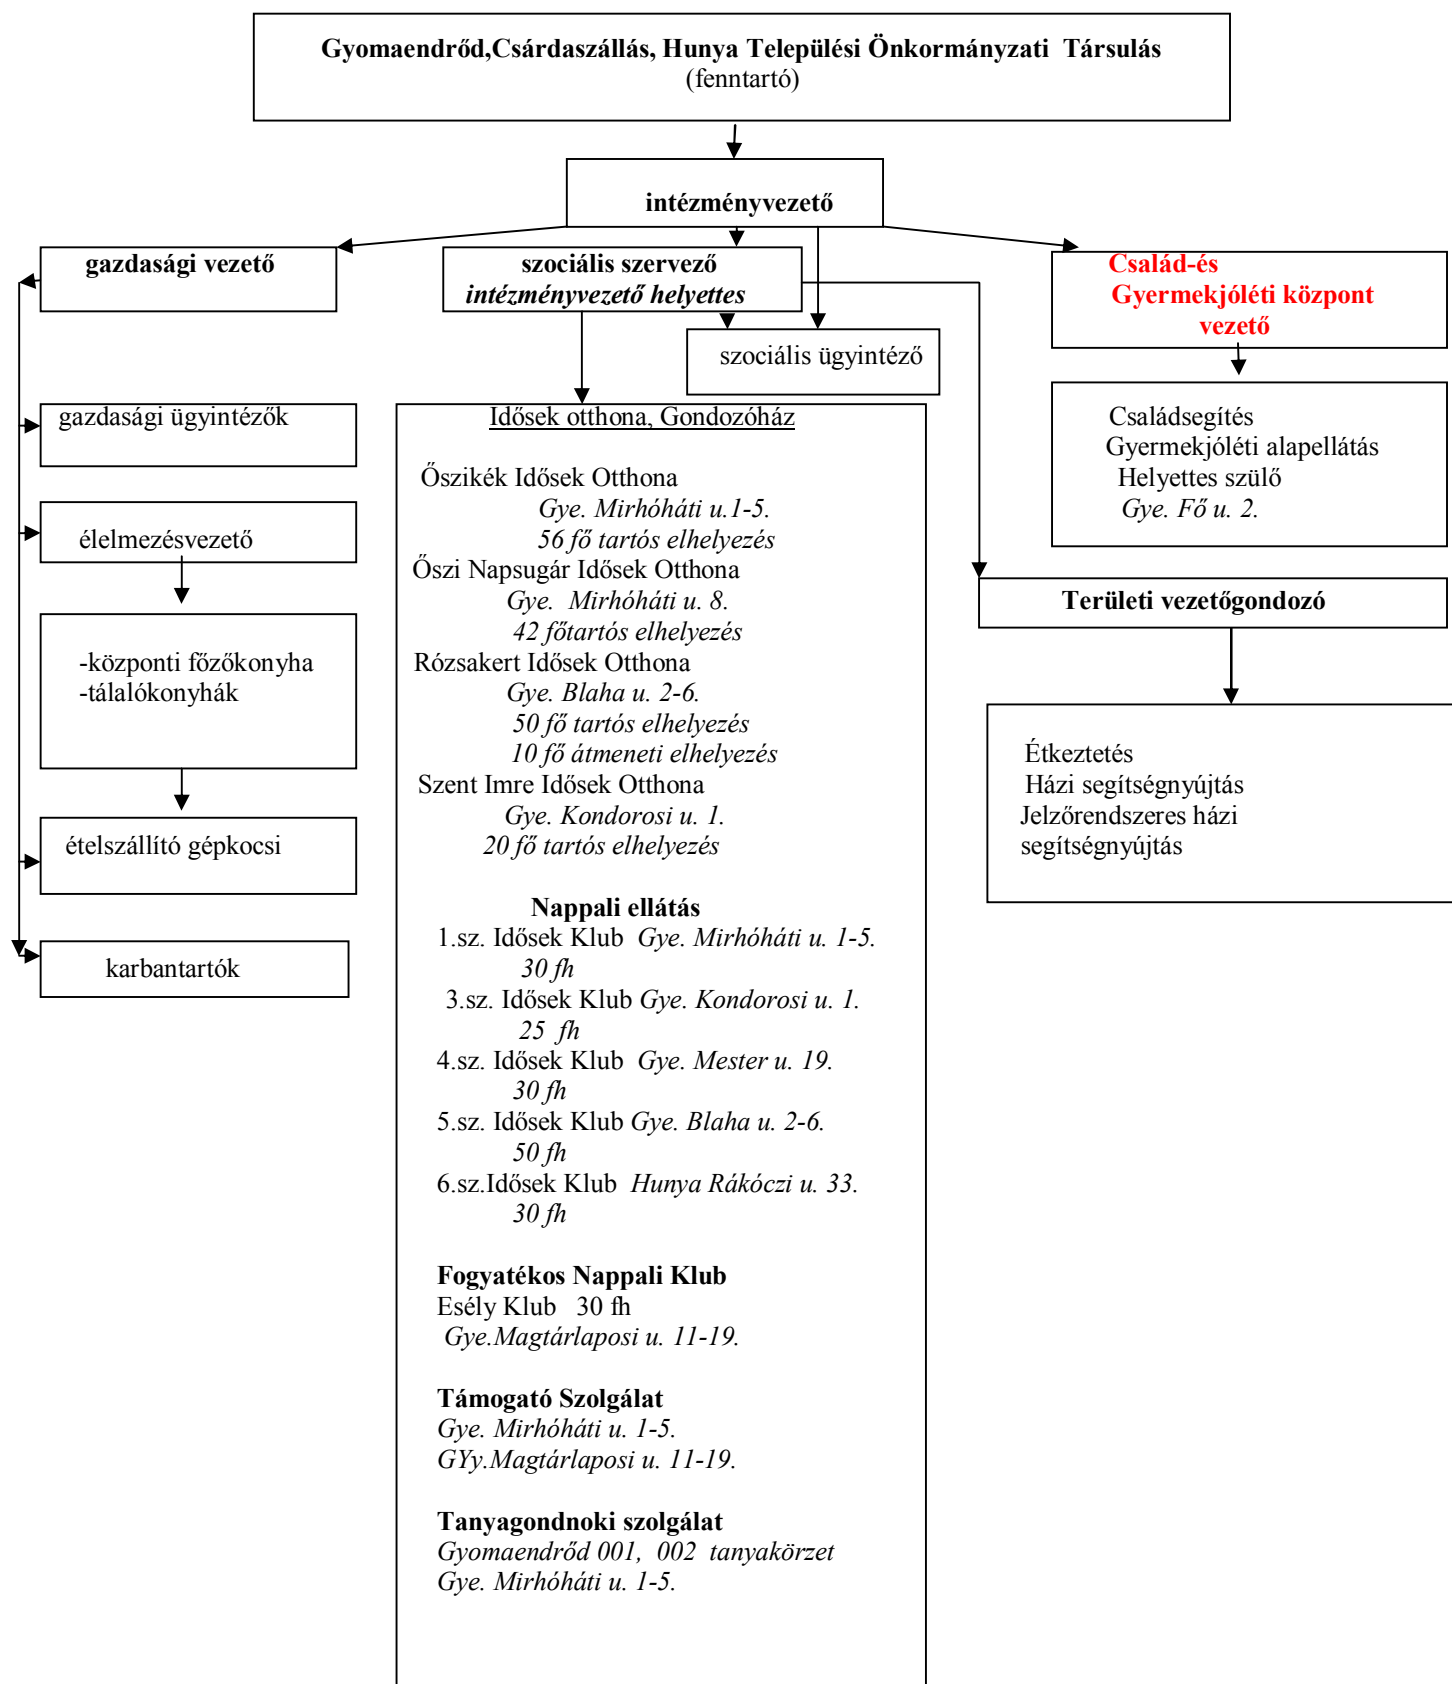 Gyomaendrőd,Csárdaszállás, Hunya Települési Önkormányzati Társulás
(fenntartó)
intézményvezető
gazdasági vezető
szociális szervező
intézményvezető helyettes
Család-és
Gyermekjóléti központ
vezető
szociális ügyintéző
gazdasági ügyintézők
élelmezésvezető
-központi főzőkonyha
-tálalókonyhák
ételszállító gépkocsi
karbantartók
Idősek otthona, Gondozóház
Őszikék Idősek Otthona
Gye. Mirhóháti u.1-5.
56 fő tartós elhelyezés
Őszi Napsugár Idősek Otthona
Gye. Mirhóháti u. 8.
42 főtartós elhelyezés
Rózsakert Idősek Otthona
Gye. Blaha u. 2-6.
50 fő tartós elhelyezés
10 fő átmeneti elhelyezés
Szent Imre Idősek Otthona
Gye. Kondorosi u. 1.
20 fő tartós elhelyezés
Nappali ellátás
1.sz. Idősek Klub Gye. Mirhóháti u. 1-5.
30 fh
3.sz. Idősek Klub Gye. Kondorosi u. 1.
25 fh
4.sz. Idősek Klub Gye. Mester u. 19.
30 fh
5.sz. Idősek Klub Gye. Blaha u. 2-6.
50 fh
6.sz.Idősek Klub Hunya Rákóczi u. 33.
30 fh
Fogyatékos Nappali Klub
Esély Klub 30 fh
Gye.Magtárlaposi u. 11-19.
Támogató Szolgálat
Gye. Mirhóháti u. 1-5.
GYy.Magtárlaposi u. 11-19.
Tanyagondnoki szolgálat
Gyomaendrőd 001, 002 tanyakörzet
Gye. Mirhóháti u. 1-5.
Családsegítés
Gyermekjóléti alapellátás
Helyettes szülő
Gye. Fő u. 2.
Területi vezetőgondozó
Étkeztetés
Házi segítségnyújtás
Jelzőrendszeres házi
segítségnyújtás